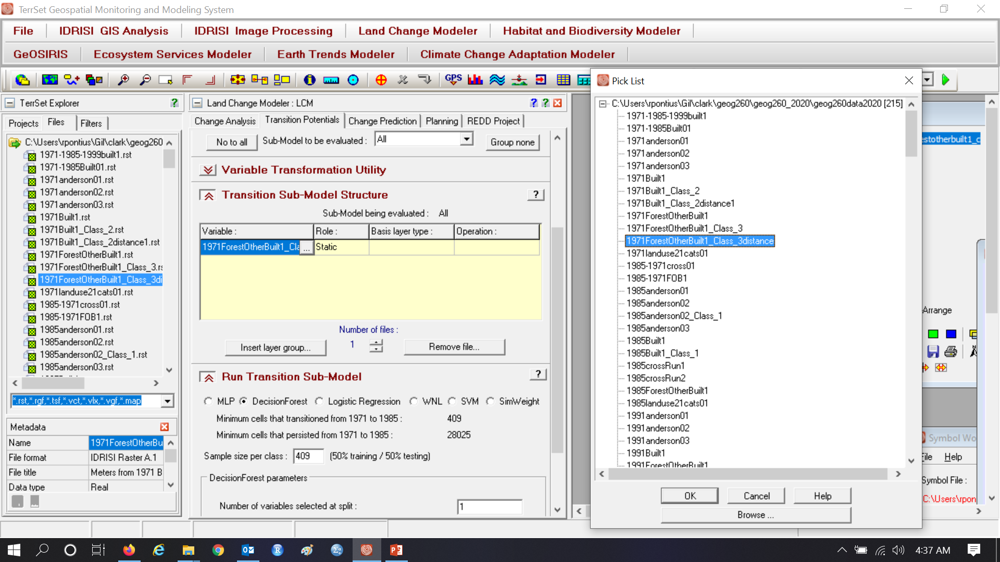 TerrSet Geospatial Monitoring and Modeling System
File IDRISI GIS Analysis IDRISI Image Processing Land Change Modeler Habitat and Biodiversity Modeler
GeOSIRIS Ecosystem Services Modeler Earth Trends Modeler Climate Change Adaptation Modeler
GPS
TerrSet Explorer
?
Projects Files Filters
C:\Users\rpontius\Gil\clark\geog260
1971-1985-1999built1.rst
1971-1985Built01.rst
1971anderson01.rst
1971anderson02.rst
1971anderson03.rst
1971Built1.rst
1971Built1_Class_2.rst
1971Built1_Class_2distance1.rst
1971ForestOtherBuilt1.rst
1971ForestOtherBuilt1_Class_3.rs
1971ForestOtherBuilt1_Class_3di
1971landuse21cats01.rst
1985-1971cross01.rst
1985-1971FOB1.rst
1985anderson01.rst
1985anderson02.rst
1985anderson02_Class_1.rst
1985anderson03.rst
*.rst,*.rgf,*.tsf,*.vct,*.vlx,*.vgf,*.map
Metadata
Name 1971ForestOtherBu
File format IDRISI Raster A.1
File title Meters from 1971 B
Data type Real
Land Change Modeler : LCM
? ?
Change Analysis Transition Potentials Change Prediction Planning REDD Project
No to all Sub-Model to be evaluated : All Group none
Variable Transformation Utility
Transition Sub-Model Structure ?
Sub-Model being evaluated : All
Variable : Role : Basis layer type : Operation :
1971ForestOtherBuilt1_Cla ... Static
Number of files :
Insert layer group... 1 Remove file...
Run Transition Sub-Model ?
MLP DecisionForest Logistic Regression WNL SVM SimWeight
Minimum cells that transitioned from 1971 to 1985 : 409
Minimum cells that persisted from 1971 to 1985 : 28025
Sample size per class : 409 (50% training / 50% testing)
DecisionForest parameters
Number of variables selected at split : 1
Pick List
C:\Users\rpontius\Gil\clark\geog260\geog260_2020\geog260data2020 [215]
1971-1985-1999built1
1971-1985Built01
1971anderson01
1971anderson02
1971anderson03
1971Built1
1971Built1_Class_2
1971Built1_Class_2distance1
1971ForestOtherBuilt1
1971ForestOtherBuilt1_Class_3
1971ForestOtherBuilt1_Class_3distance
1971landuse21cats01
1985-1971cross01
1985-1971FOB1
1985anderson01
1985anderson02
1985anderson02_Class_1
1985anderson03
1985Built1
1985Built1_Class_1
1985crossRun1
1985crossRun2
1985ForestOtherBuilt1
1985landuse21cats01
1991anderson01
1991anderson02
1991anderson03
1991Built1
1991ForestOtherBuilt1
OK Cancel Help
Browse ...
estotherbuilt1_c
Arrange
Symbol Wo
File Help
Symbol File :
C:\Users\rpon
4:37 AM